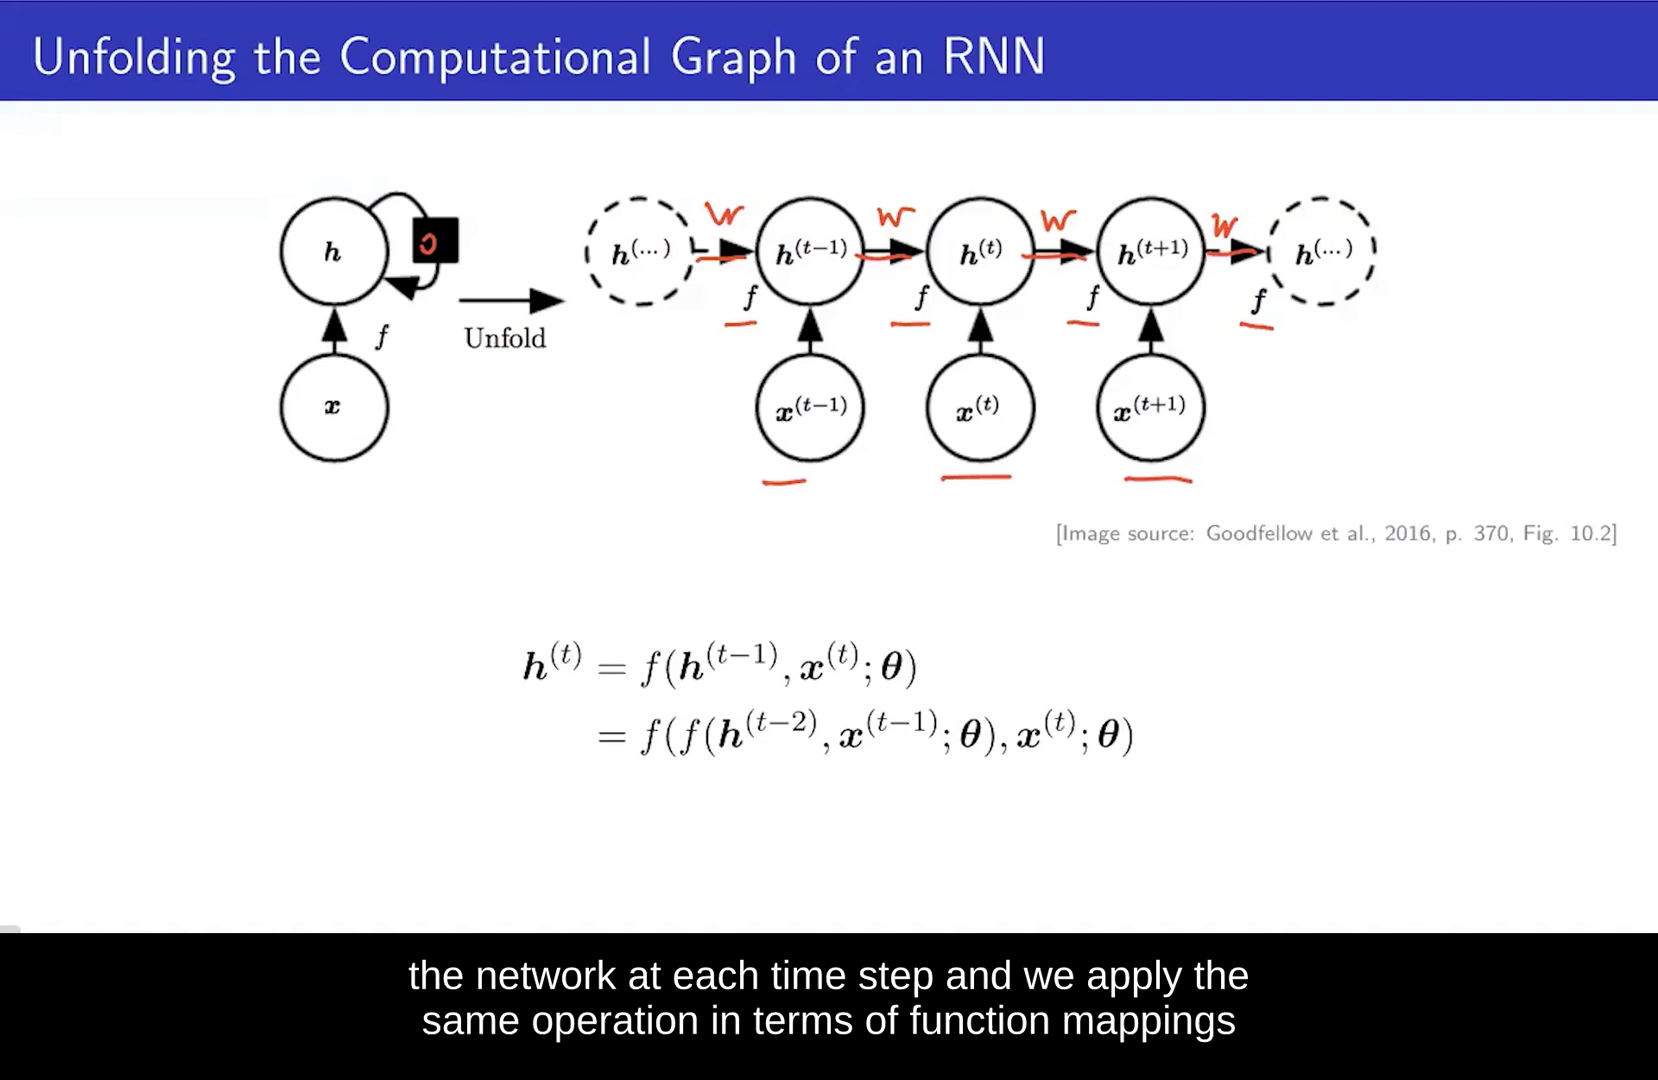 Unfolding the Computational Graph of an RNN
W W W W
h h^(...) h^(t−1) h^(t) h^(t+1) h^(...)
f f f f
f Unfold
x x^(t−1) x^(t) x^(t+1)
[Image source: Goodfellow et al., 2016, p. 370, Fig. 10.2]
h^(t) = f(h^(t−1), x^(t); θ)
= f(f(h^(t−2), x^(t−1); θ), x^(t); θ)
the network at each time step and we apply the
same operation in terms of function mappings